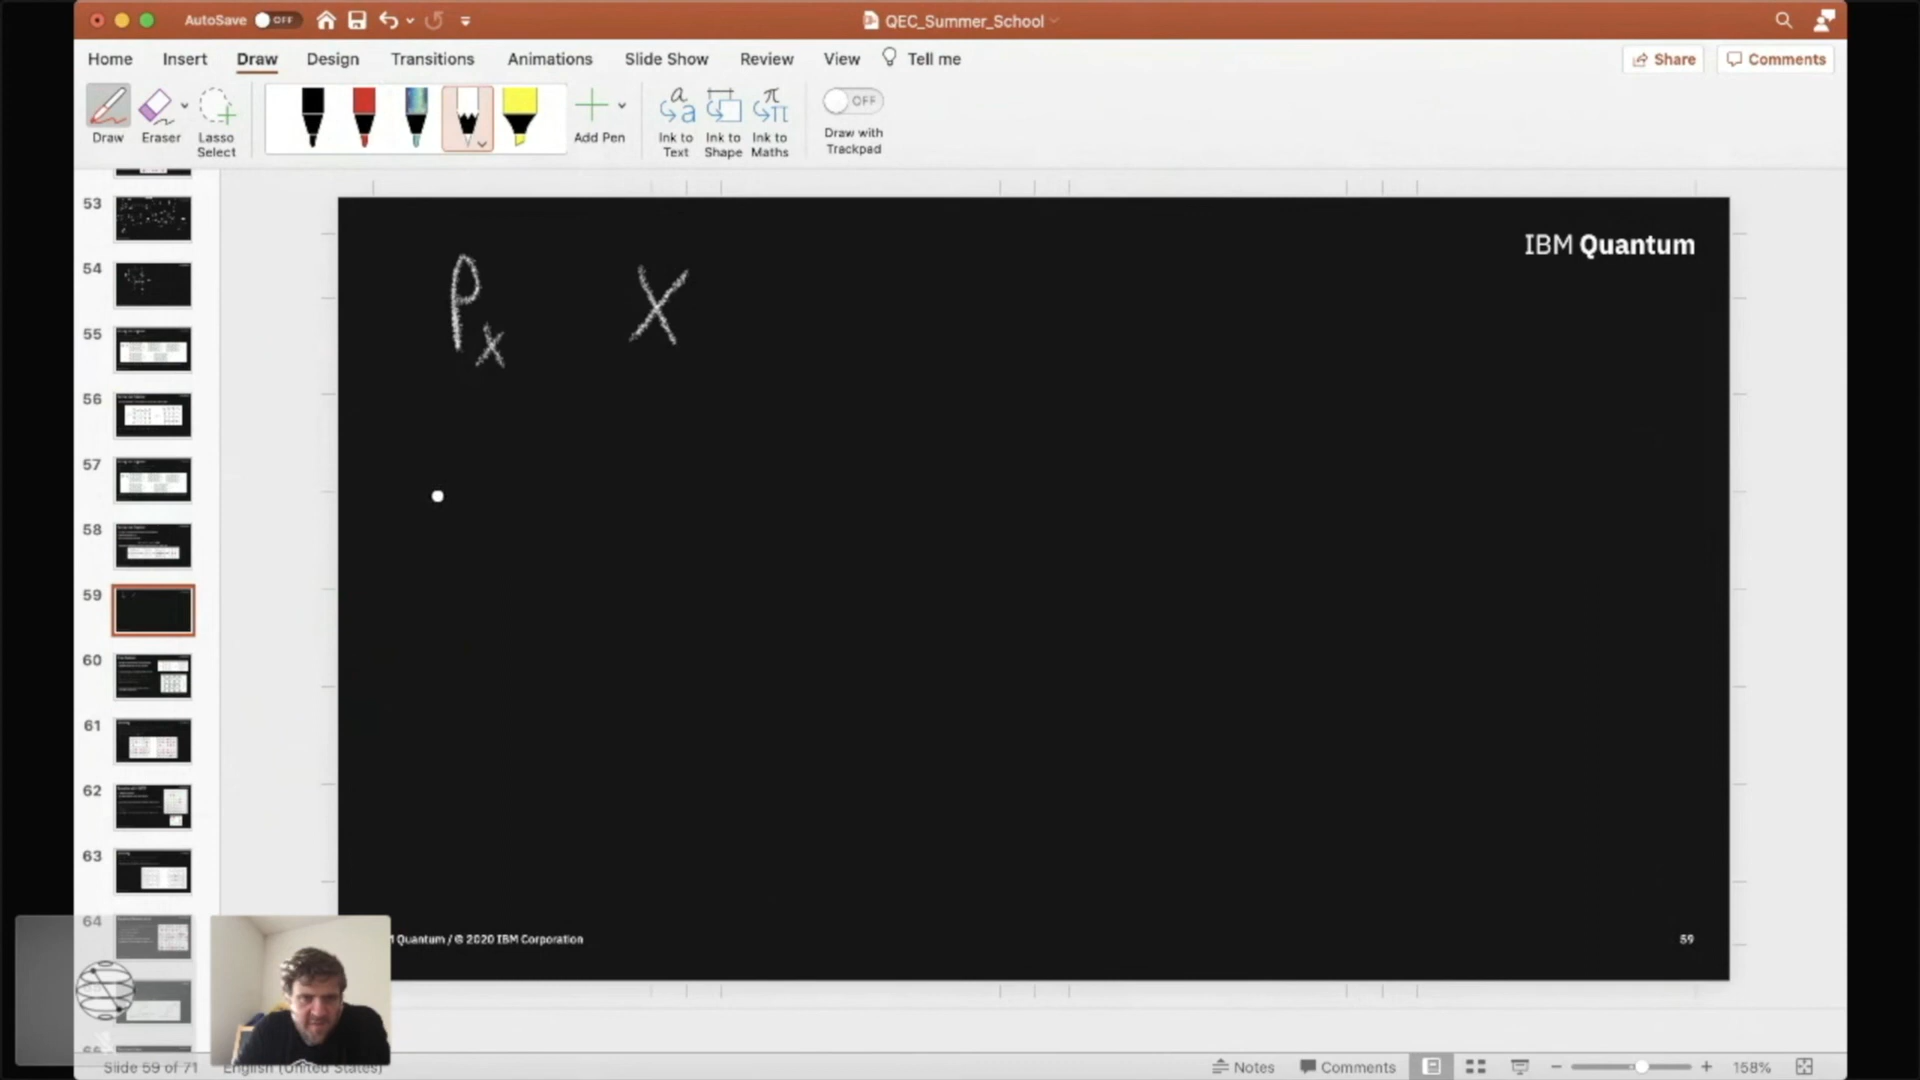 AutoSave OFF QEC_Summer_School
Home Insert Draw Design Transitions Animations Slide Show Review View Tell me Share Comments
OFF
Draw Eraser Lasso Select Add Pen Ink to Text Ink to Shape Ink to Maths Draw with Trackpad
53
54
55
56
57
58
59
60
61
62
63
64
IBM Quantum
Px X
Quantum / © 2020 IBM Corporation 59
Slide 59 of 71 English (United States) Notes Comments 158%